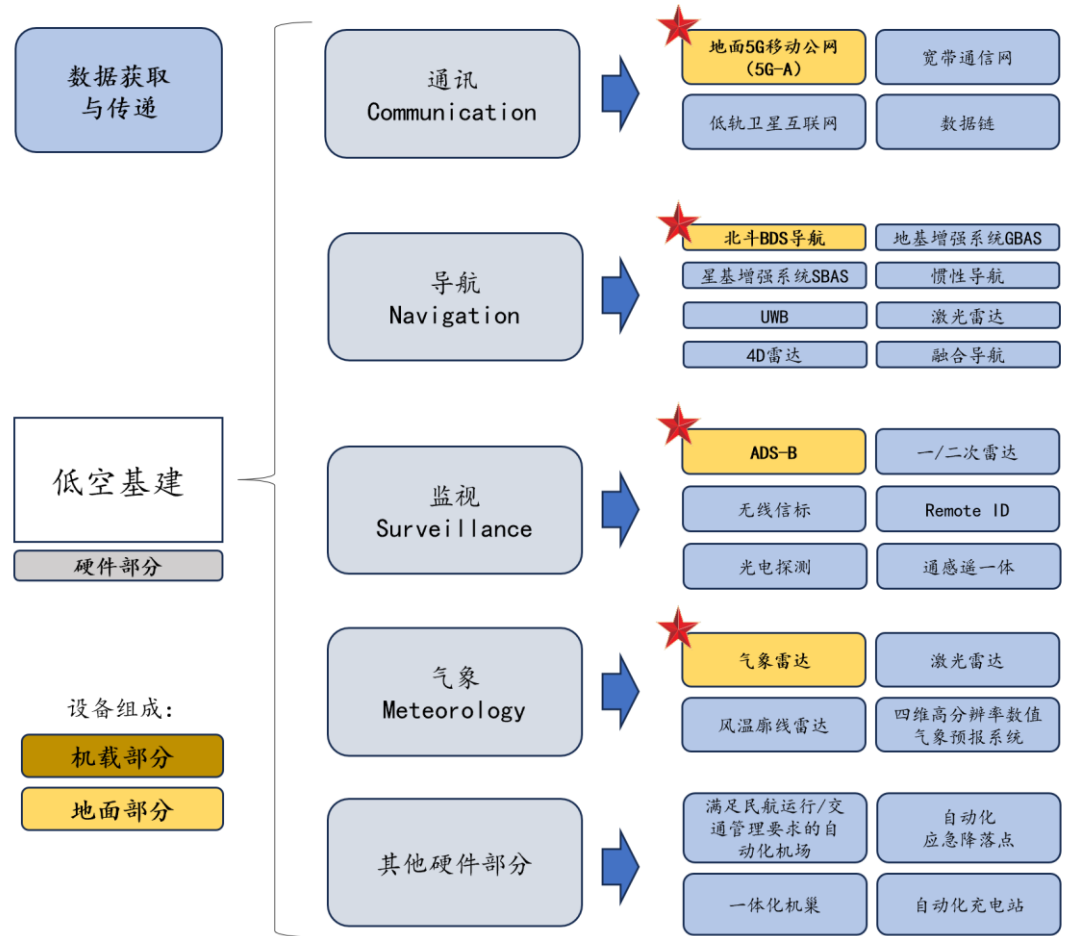 数据获取
与传递
低空基建
硬件部分
设备组成:
机载部分
地面部分
通讯
Communication
地面5G移动公网
(5G-A)
宽带通信网
低轨卫星互联网
数据链
导航
Navigation
北斗BDS导航
地基增强系统GBAS
星基增强系统SBAS
惯性导航
UWB
激光雷达
4D雷达
融合导航
监视
Surveillance
ADS-B
一/二次雷达
无线信标
Remote ID
光电探测
通感遥一体
气象
Meteorology
气象雷达
激光雷达
风温廓线雷达
四维高分辨率数值
气象预报系统
其他硬件部分
满足民航运行/交
通管理要求的自
动化机场
自动化
应急降落点
一体化机巢
自动化充电站